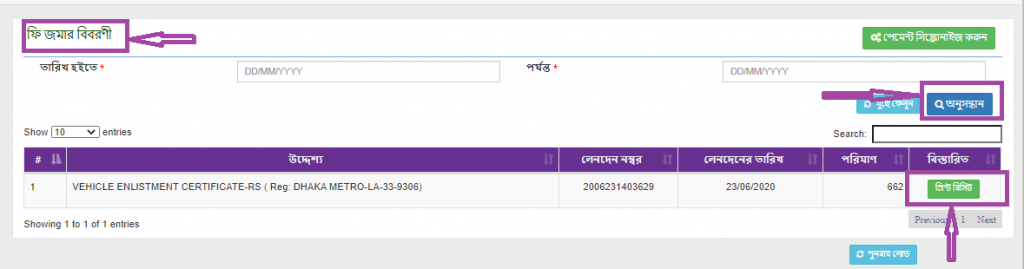 ফি জমার বিবরণী
পেমেন্ট সিঙ্ক্রোনাইজ করুন
তারিখ হইতে * DD/MM/YYYY পর্যন্ত * DD/MM/YYYY
মুছে ফেলুন অনুসন্ধান
Show 10 entries Search:
# উদ্দেশ্য লেনদেন নম্বর লেনদেনের তারিখ পরিমাণ বিস্তারিত
1 VEHICLE ENLISTMENT CERTIFICATE-RS ( Reg: DHAKA METRO-LA-33-9306) 2006231403629 23/06/2020 662 প্রিন্ট রিসিট
Showing 1 to 1 of 1 entries Previous 1 Next
পুনরায় লোড